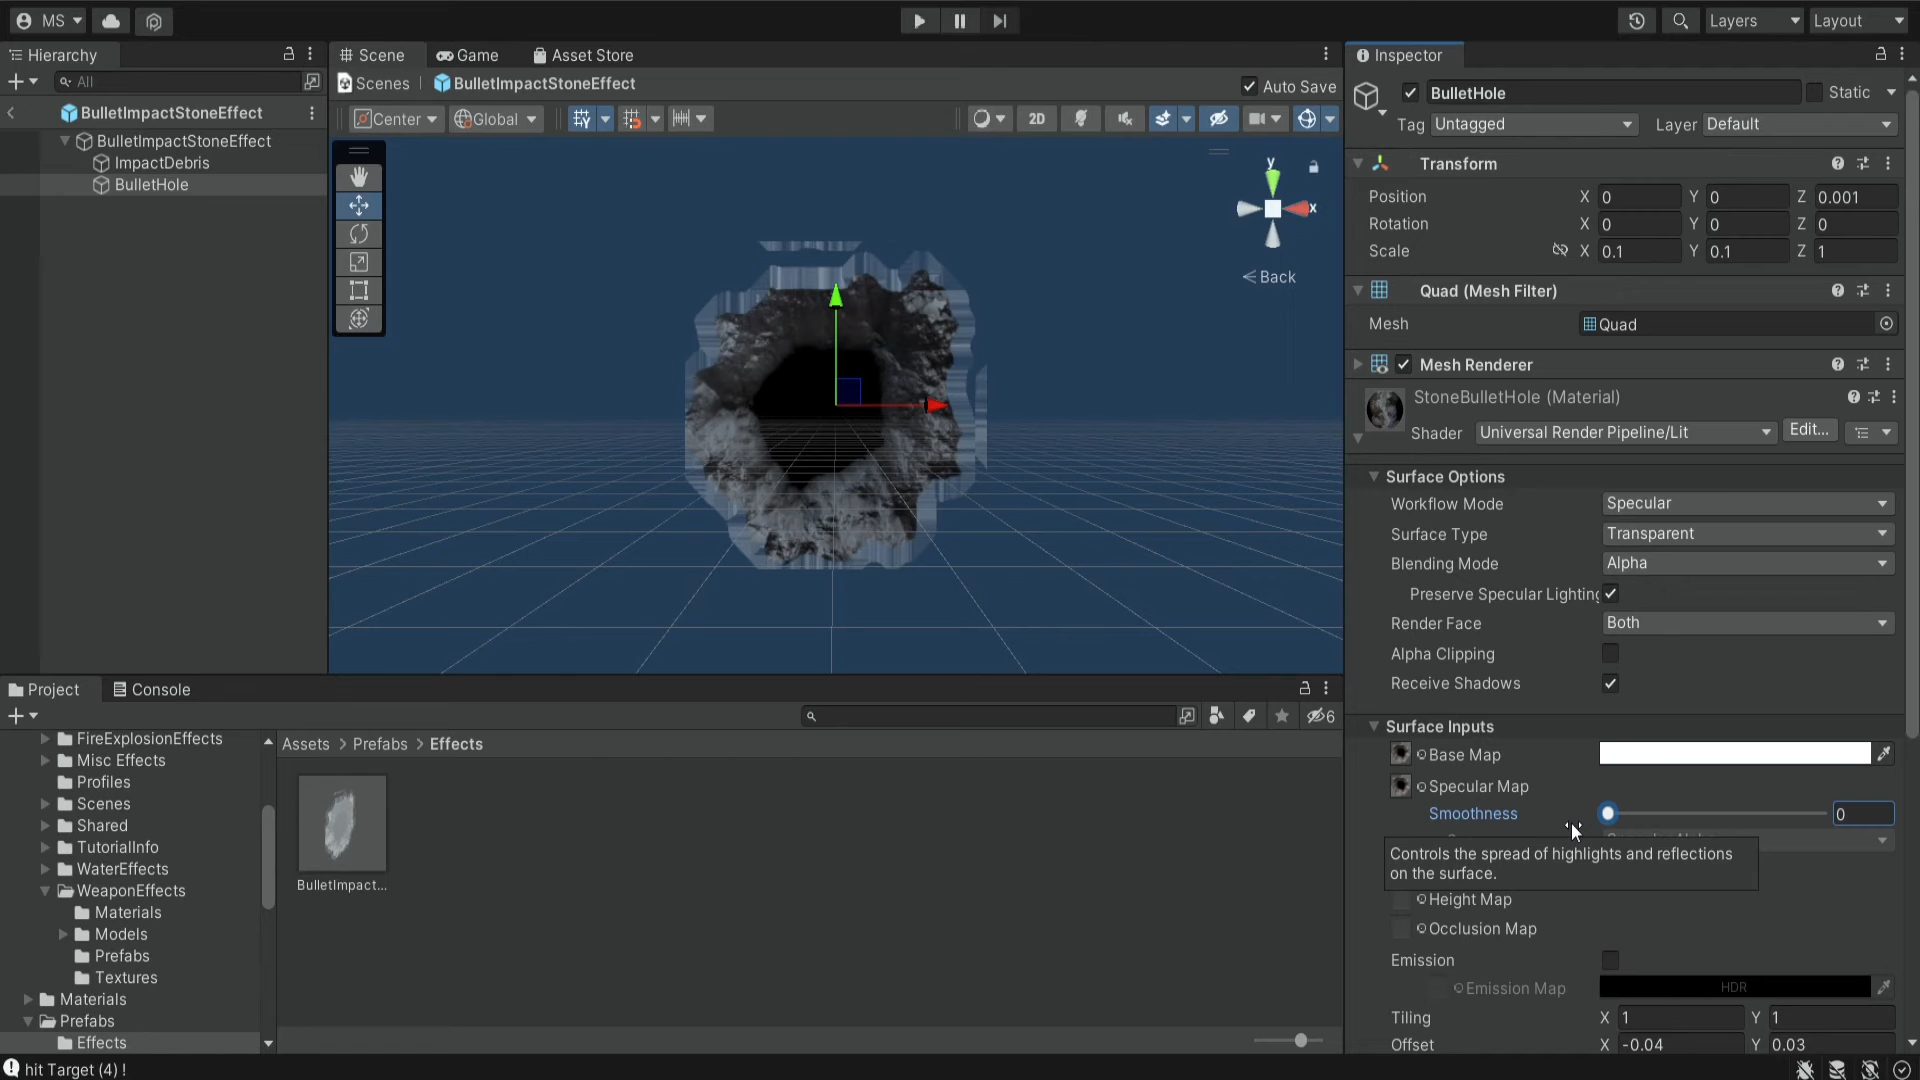 MS
Layers
Layout
Hierarchy
All
BulletImpactStoneEffect
BulletImpactStoneEffect
ImpactDebris
BulletHole
Scene
Game
Asset Store
Scenes
BulletImpactStoneEffect
Auto Save
Center
Global
2D
y
x
Back
Inspector
BulletHole
Static
Tag
Untagged
Layer
Default
Transform
Position X 0 Y 0 Z 0.001
Rotation X 0 Y 0 Z 0
Scale X 0.1 Y 0.1 Z 1
Quad (Mesh Filter)
Mesh
Quad
Mesh Renderer
StoneBulletHole (Material)
Shader
Universal Render Pipeline/Lit
Edit...
Surface Options
Workflow Mode
Specular
Surface Type
Transparent
Blending Mode
Alpha
Preserve Specular Lighting
Render Face
Both
Alpha Clipping
Receive Shadows
Surface Inputs
Base Map
Specular Map
Smoothness
0
Controls the spread of highlights and reflections
on the surface.
Height Map
Occlusion Map
Emission
Emission Map
HDR
Tiling X 1 Y 1
Offset X -0.04 Y 0.03
Project
Console
6
FireExplosionEffects
Misc Effects
Profiles
Scenes
Shared
TutorialInfo
WaterEffects
WeaponEffects
Materials
Models
Prefabs
Textures
Materials
Prefabs
Effects
Assets > Prefabs > Effects
BulletImpact...
hit Target (4) !